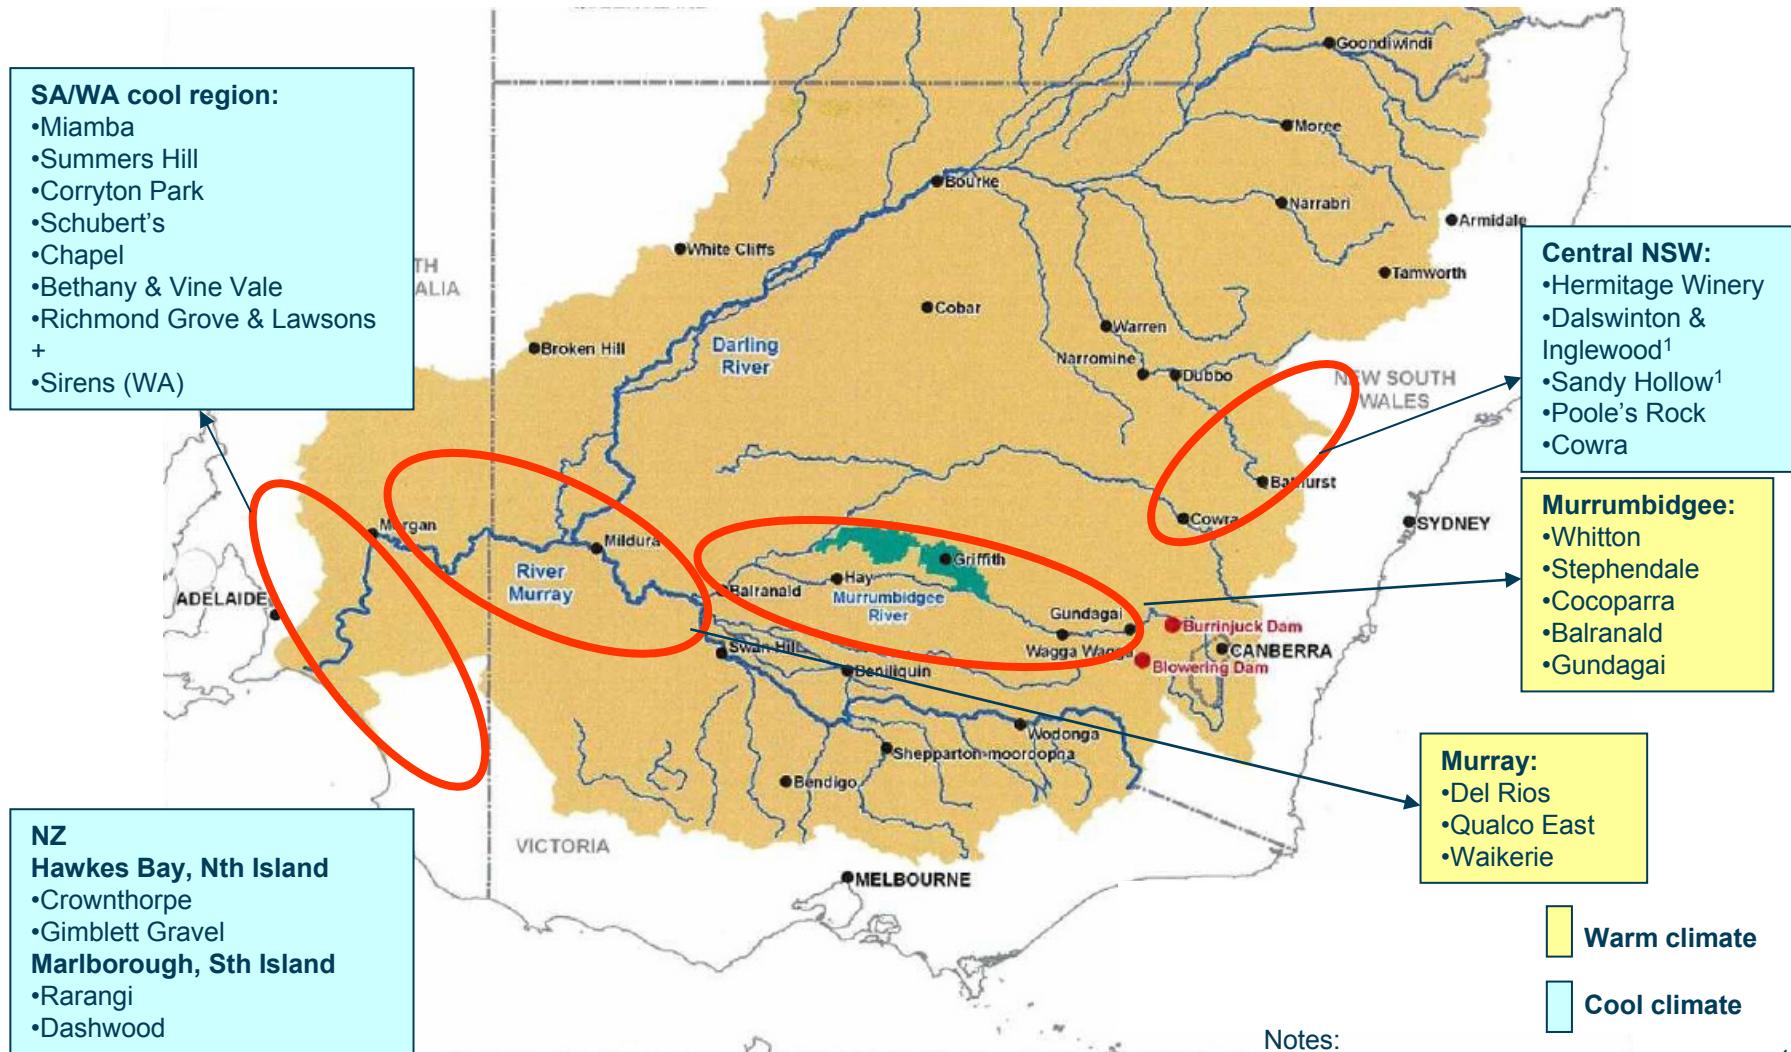 SA/WA cool region:
•Miamba
•Summers Hill
•Corryton Park
•Schubert's
•Chapel
•Bethany & Vine Vale
•Richmond Grove & Lawsons
+
•Sirens (WA)
NZ
Hawkes Bay, Nth Island
•Crownthorpe
•Gimblett Gravel
Marlborough, Sth Island
•Rarangi
•Dashwood
Central NSW:
•Hermitage Winery
•Dalswinton &
Inglewood¹
•Sandy Hollow¹
•Poole's Rock
•Cowra
Murrumbidgee:
•Whitton
•Stephendale
•Cocoparra
•Balranald
•Gundagai
Murray:
•Del Rios
•Qualco East
•Waikerie
Warm climate
Cool climate
Notes:
Goondiwindi
Moree
Bourke
Narrabri
Armidale
White Cliffs
TH
ALIA
Tamworth
Cobar
Warren
Broken Hill
Darling
River
Narromine
Dubbo
NEW SOUTH
WALES
Bathurst
Morgan
Cowra
SYDNEY
Mildura
Griffith
River
Murray
Hay
Balranald
Murrumbidgee
River
ADELAIDE
Gundagai
Burrinjuck Dam
Swan Hill
Wagga Wagga
CANBERRA
Blowering Dam
Beniliquin
Wodonga
Shepparton-mooroopna
Bendigo
VICTORIA
MELBOURNE